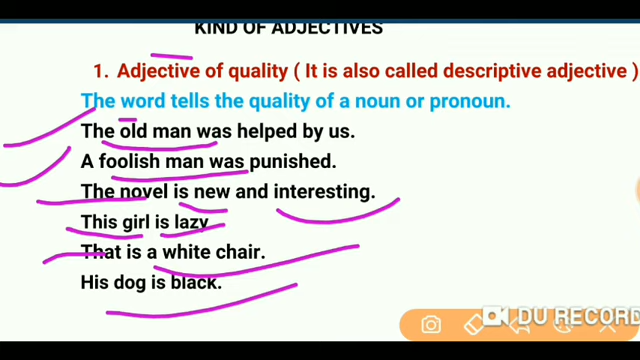 KIND OF ADJECTIVES
1. Adjective of quality ( It is also called descriptive adjective )
The word tells the quality of a noun or pronoun.
The old man was helped by us.
A foolish man was punished.
The novel is new and interesting.
This girl is lazy.
That is a white chair.
His dog is black.
DU RECORD